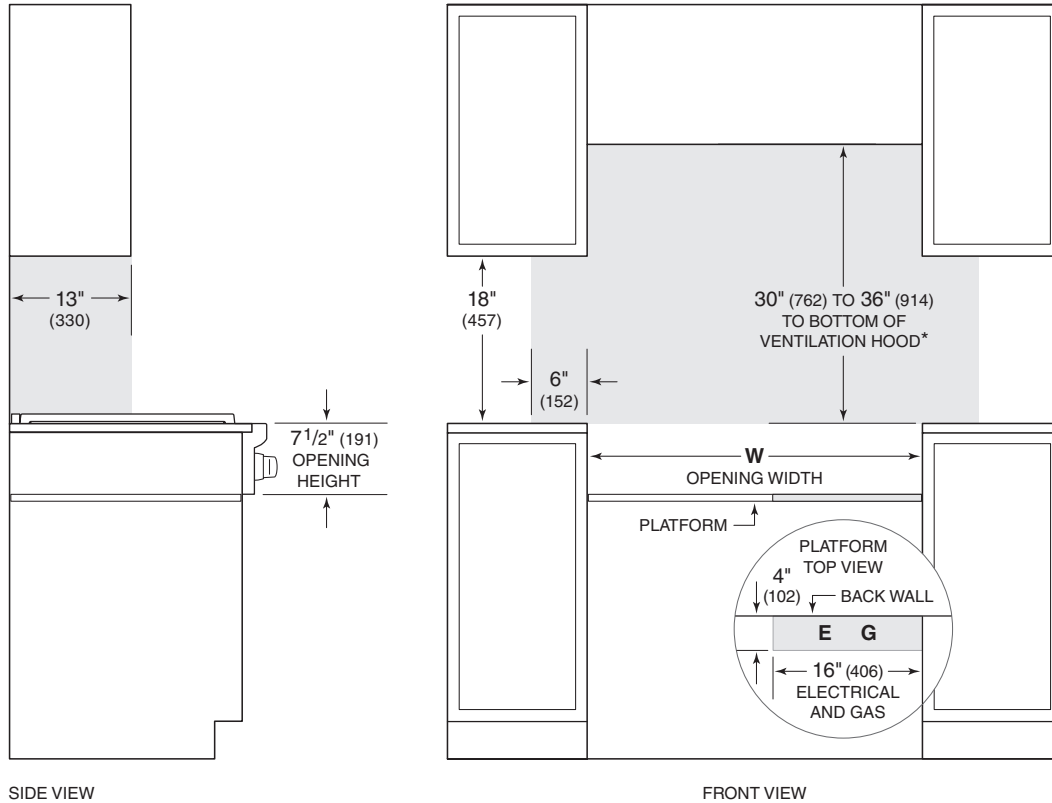 13"
(330)
7 1/2" (191)
OPENING
HEIGHT
SIDE VIEW
18"
(457)
30" (762) TO 36" (914)
TO BOTTOM OF
VENTILATION HOOD*
6"
(152)
W
OPENING WIDTH
PLATFORM
PLATFORM
TOP VIEW
4"
(102)
BACK WALL
E G
16" (406)
ELECTRICAL
AND GAS
FRONT VIEW